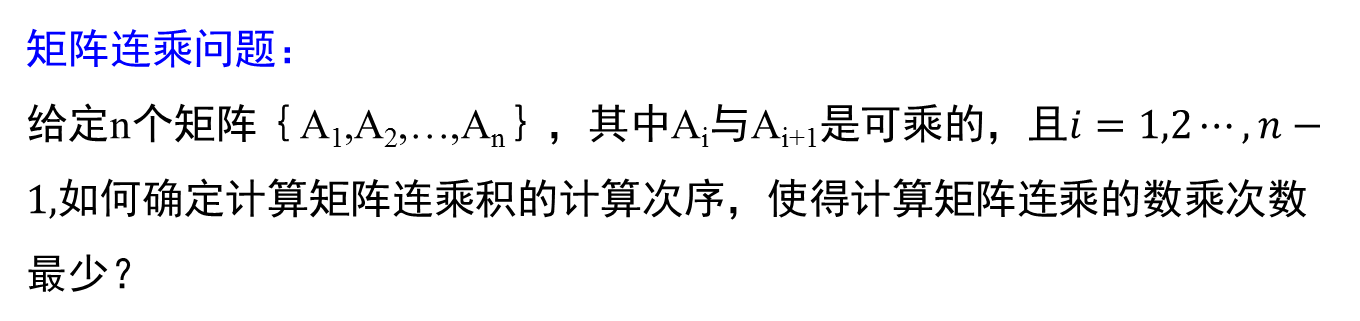 矩阵连乘问题：
给定n个矩阵｛A₁,A₂,…,Aₙ｝，其中Aᵢ与Aᵢ₊₁是可乘的，且i = 1,2⋯,n −
1,如何确定计算矩阵连乘积的计算次序，使得计算矩阵连乘的数乘次数
最少？